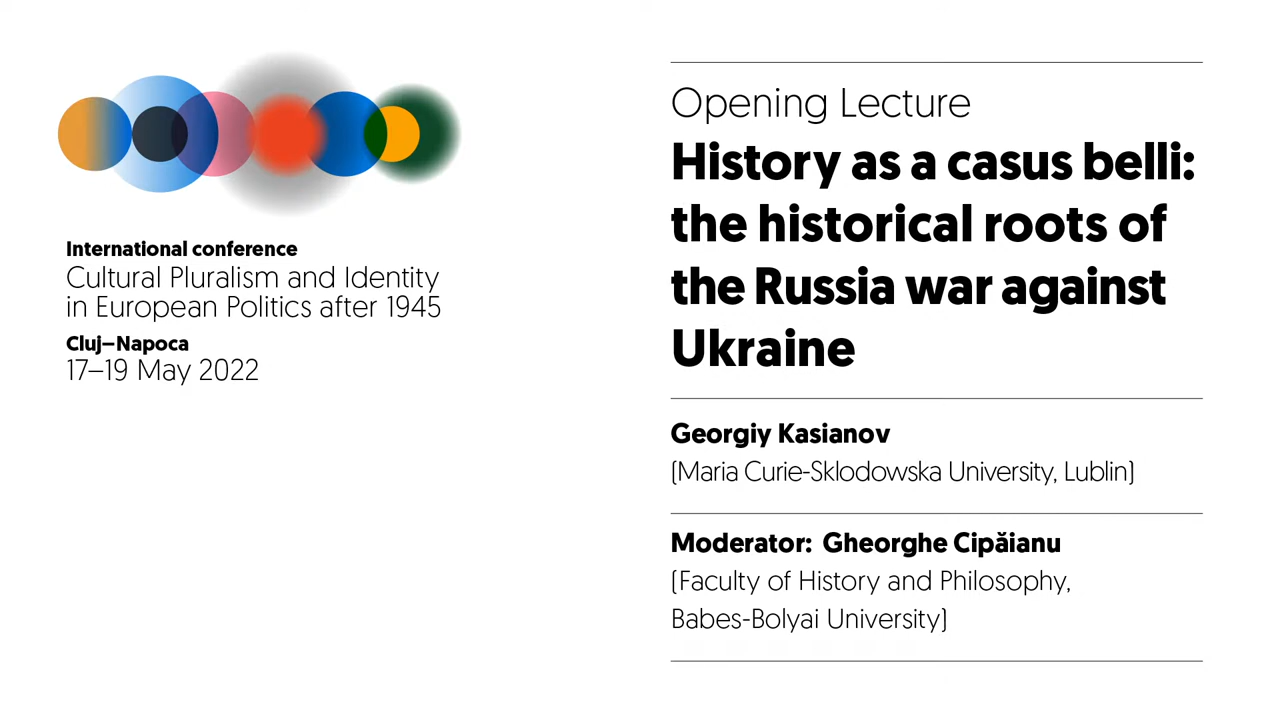 International conference
Cultural Pluralism and Identity
in European Politics after 1945
Cluj–Napoca
17–19 May 2022
Opening Lecture
History as a casus belli:
the historical roots of
the Russia war against
Ukraine
Georgiy Kasianov
(Maria Curie-Sklodowska University, Lublin)
Moderator: Gheorghe Cipăianu
(Faculty of History and Philosophy,
Babes-Bolyai University)